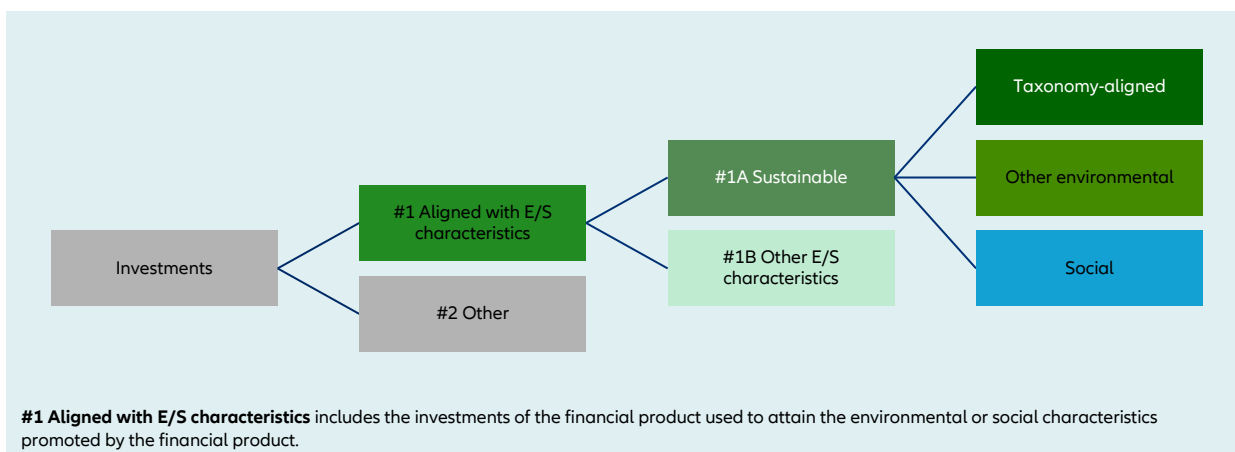 Taxonomy-aligned
#1A Sustainable
Other environmental
#1 Aligned with E/S
characteristics
Investments
#1B Other E/S
characteristics
Social
#2 Other
#1 Aligned with E/S characteristics includes the investments of the financial product used to attain the environmental or social characteristics
promoted by the financial product.